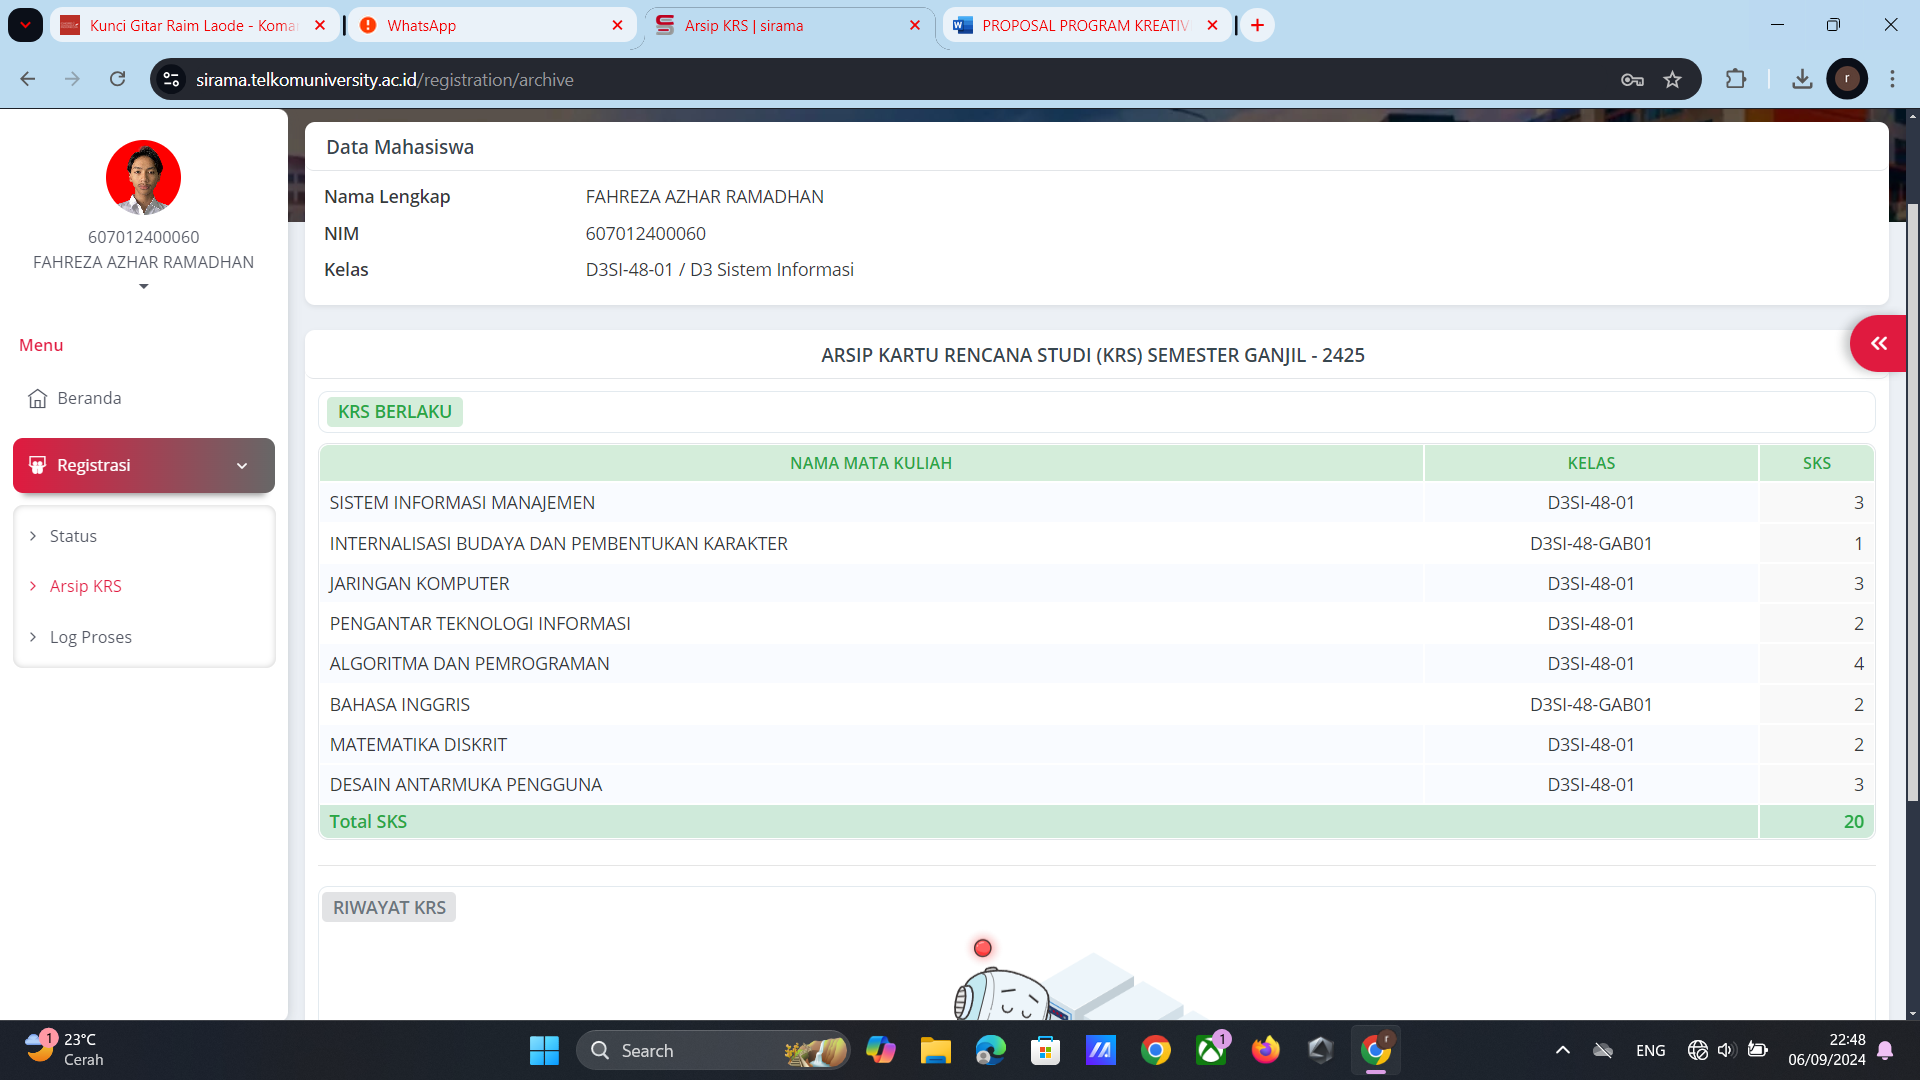 Kunci Gitar Raim Laode - Koma
WhatsApp
Arsip KRS | sirama
PROPOSAL PROGRAM KREATIV
sirama.telkomuniversity.ac.id/registration/archive
r
607012400060
FAHREZA AZHAR RAMADHAN
Menu
Beranda
Registrasi
Status
Arsip KRS
Log Proses
Data Mahasiswa
Nama Lengkap FAHREZA AZHAR RAMADHAN
NIM 607012400060
Kelas D3SI-48-01 / D3 Sistem Informasi
ARSIP KARTU RENCANA STUDI (KRS) SEMESTER GANJIL - 2425
KRS BERLAKU
NAMA MATA KULIAH KELAS SKS
SISTEM INFORMASI MANAJEMEN D3SI-48-01 3
INTERNALISASI BUDAYA DAN PEMBENTUKAN KARAKTER D3SI-48-GAB01 1
JARINGAN KOMPUTER D3SI-48-01 3
PENGANTAR TEKNOLOGI INFORMASI D3SI-48-01 2
ALGORITMA DAN PEMROGRAMAN D3SI-48-01 4
BAHASA INGGRIS D3SI-48-GAB01 2
MATEMATIKA DISKRIT D3SI-48-01 2
DESAIN ANTARMUKA PENGGUNA D3SI-48-01 3
Total SKS 20
RIWAYAT KRS
1
23°C
Cerah
Search
1
r
ENG
22:48
06/09/2024